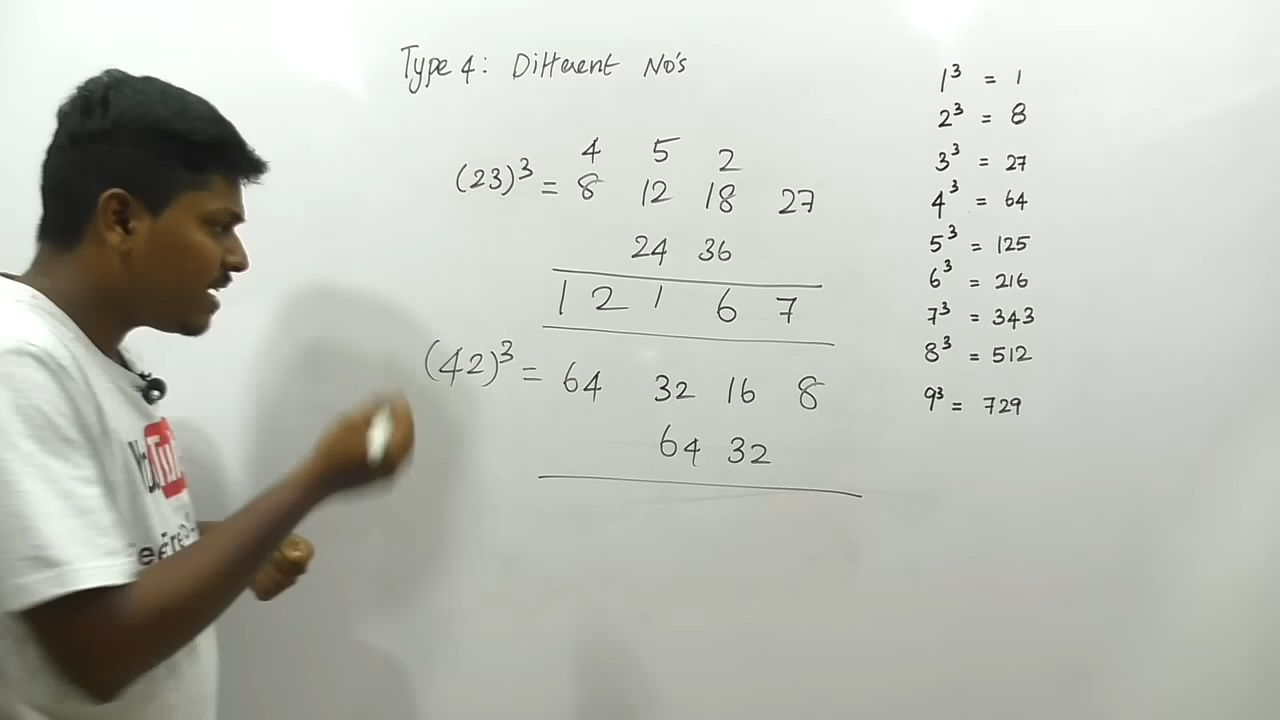 Type 4: Different No's
4 5 2
(23)³ = 8 12 18 27
24 36
1 2 1 6 7
(42)³ = 64 32 16 8
64 32
1³ = 1
2³ = 8
3³ = 27
4³ = 64
5³ = 125
6³ = 216
7³ = 343
8³ = 512
9³ = 729